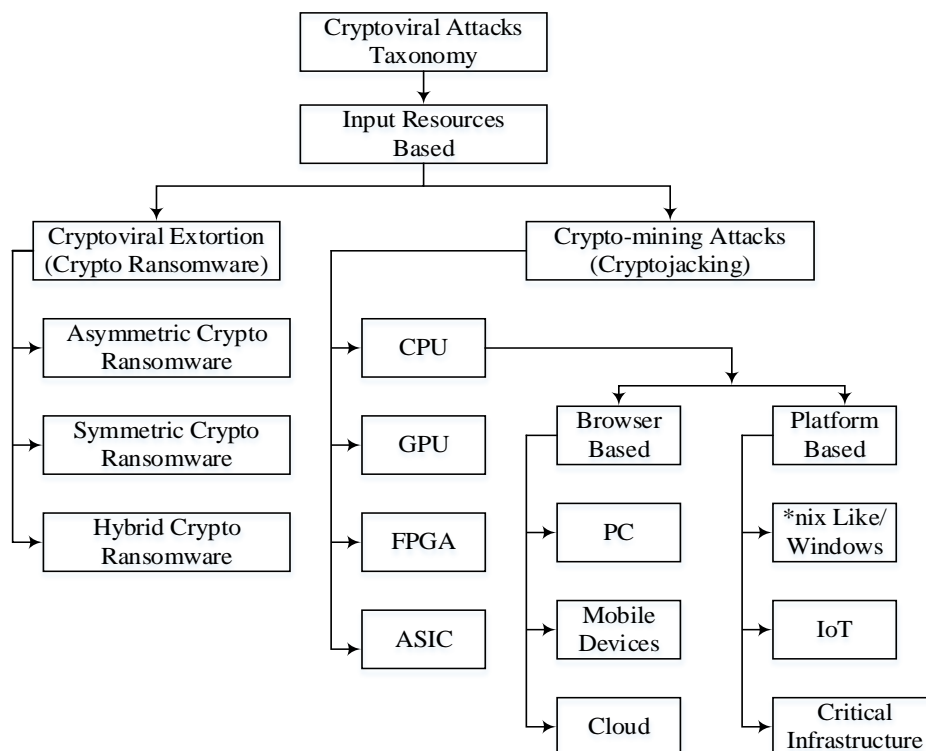 Cryptoviral Attacks
Taxonomy
Input Resources
Based
Cryptoviral Extortion
(Crypto Ransomware)
Crypto-mining Attacks
(Cryptojacking)
Asymmetric Crypto
Ransomware
Symmetric Crypto
Ransomware
Hybrid Crypto
Ransomware
CPU
GPU
FPGA
ASIC
Browser
Based
PC
Mobile
Devices
Cloud
Platform
Based
*nix Like/
Windows
IoT
Critical
Infrastructure